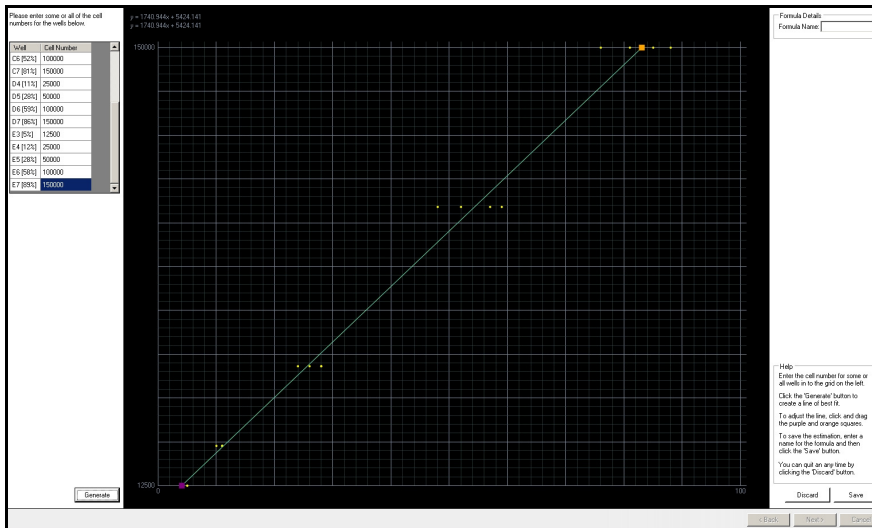 Please enter some or all of the cell
numbers for the wells below.
Well Cell Number
C6 [52%] 100000
C7 [81%] 150000
D4 [11%] 25000
D5 [28%] 50000
D6 [59%] 100000
D7 [86%] 150000
E3 [5%] 12500
E4 [12%] 25000
E5 [28%] 50000
E6 [58%] 100000
E7 [89%] 150000
Generate
y = 1740.944x + 5424.141
y = 1740.944x + 5424.141
150000
12500
0
100
Formula Details
Formula Name:
Help
Enter the cell number for some or
all wells in to the grid on the left.
Click the 'Generate' button to
create a line of best fit.
To adjust the line, click and drag
the purple and orange squares.
To save the estimation, enter a
name for the formula and then
click the 'Save' button.
You can quit an any time by
clicking the 'Discard' button.
Discard Save
< Back Next > Cancel